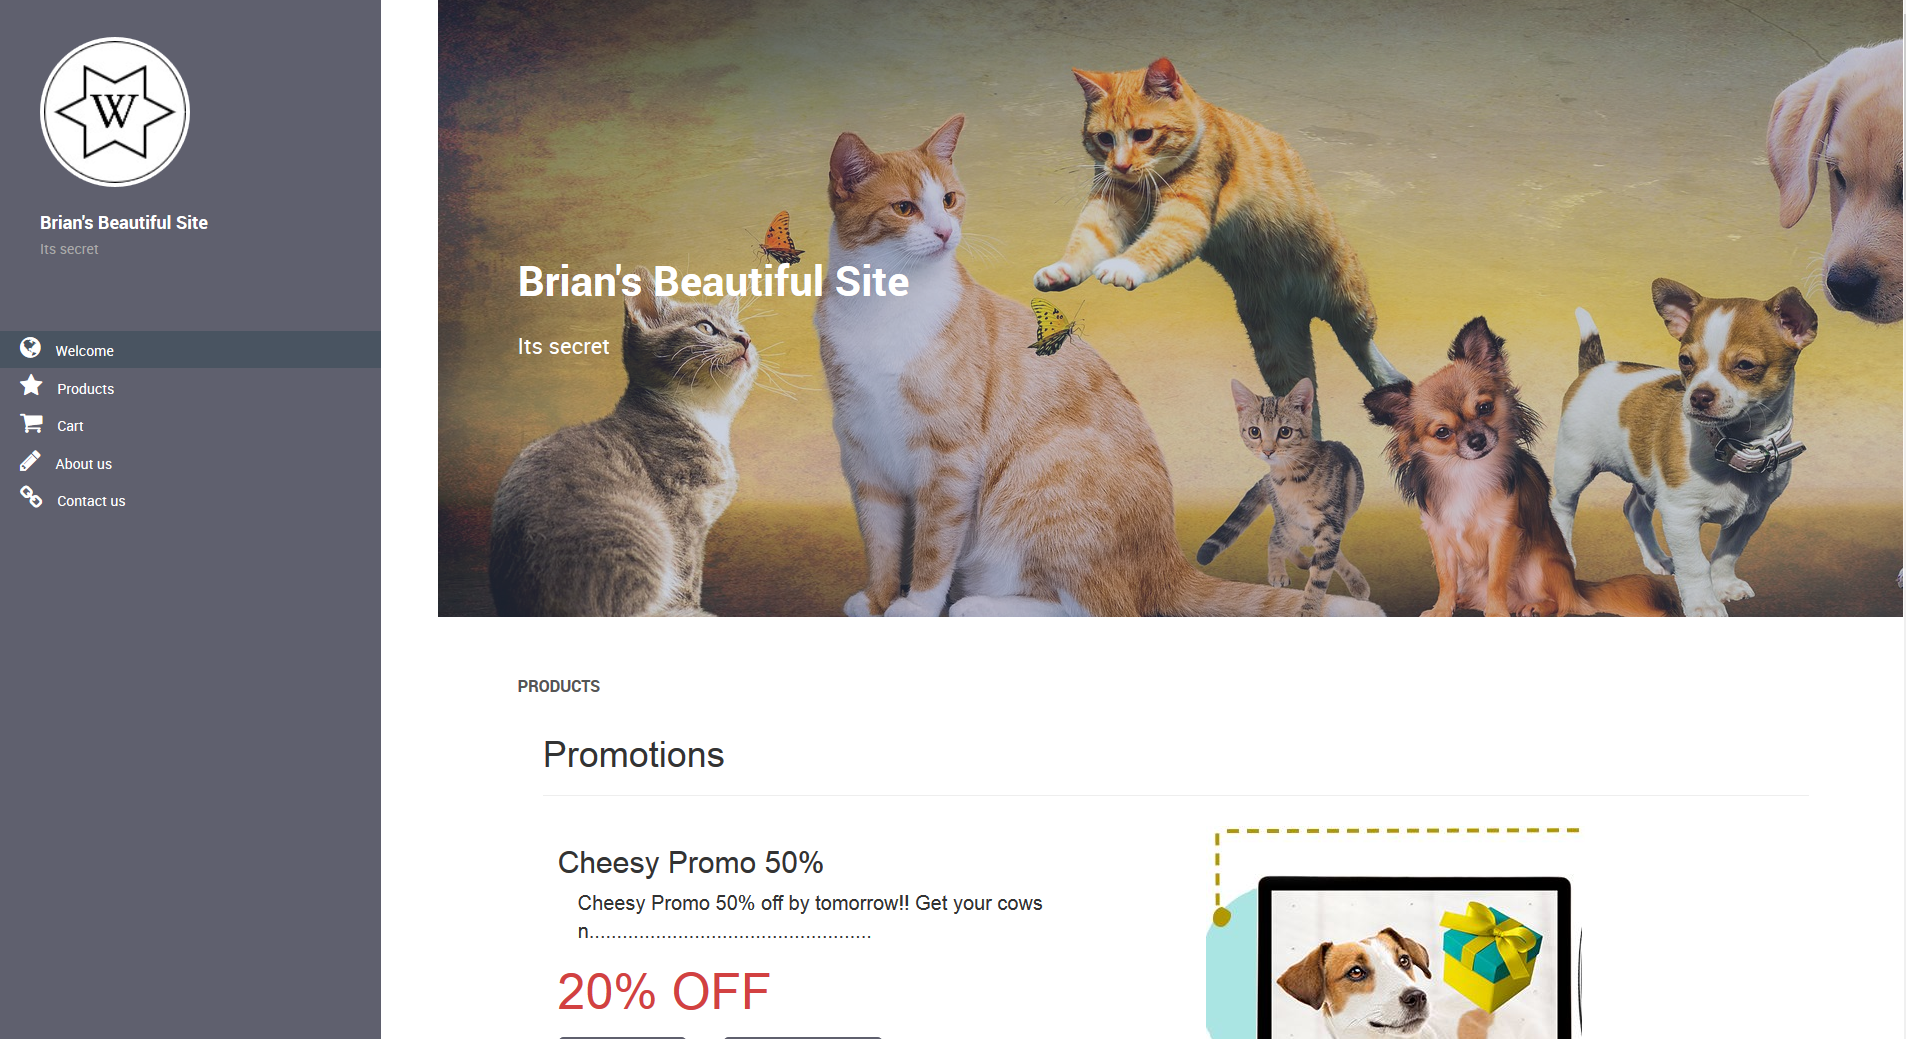 W
Brian's Beautiful Site
Its secret
Welcome
Products
Cart
About us
Contact us
Brian's Beautiful Site
Its secret
PRODUCTS
Promotions
Cheesy Promo 50%
Cheesy Promo 50% off by tomorrow!! Get your cows
n...................................................
20% OFF